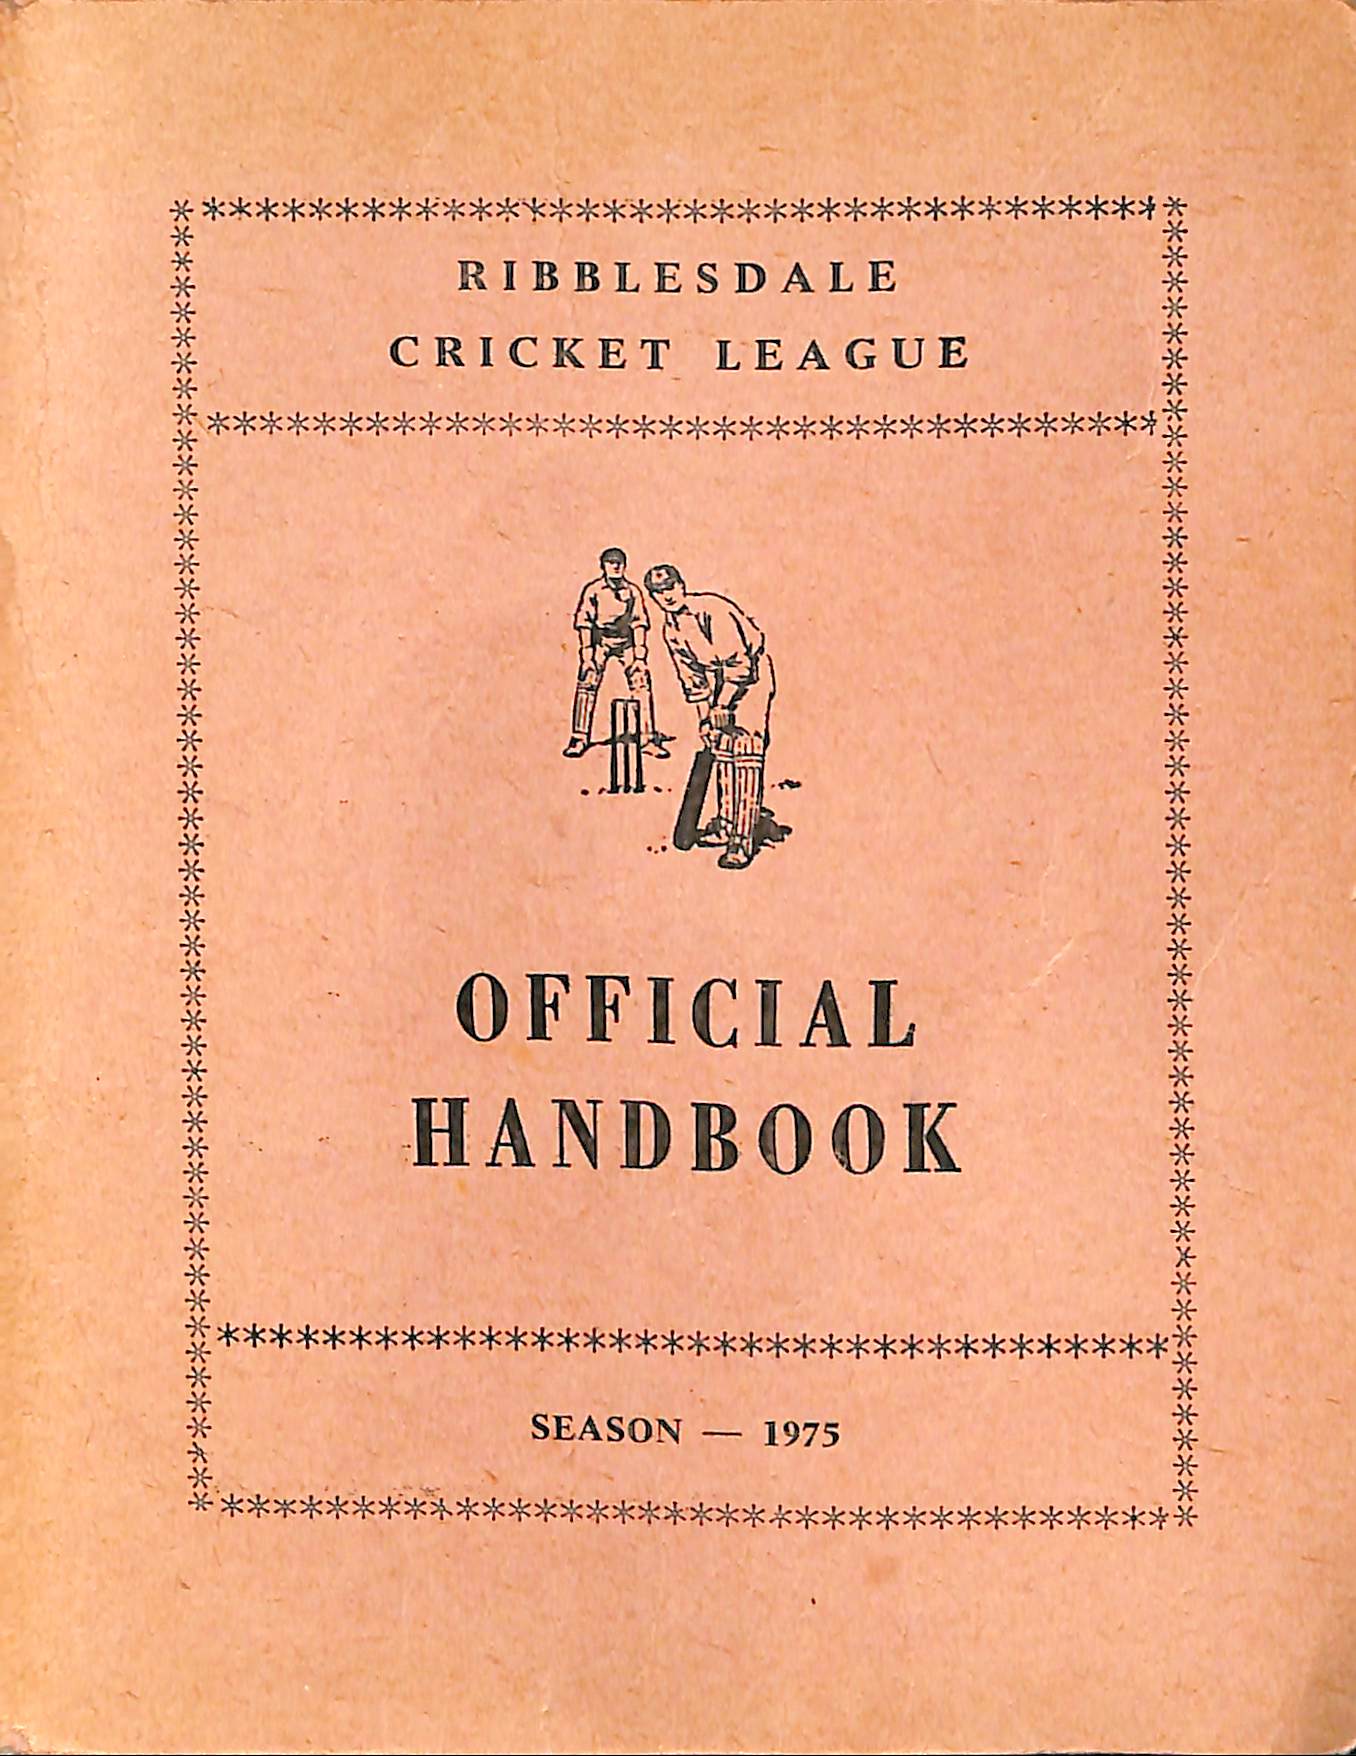 RIBBLESDALE
CRICKET LEAGUE
OFFICIAL
HANDBOOK
SEASON — 1975